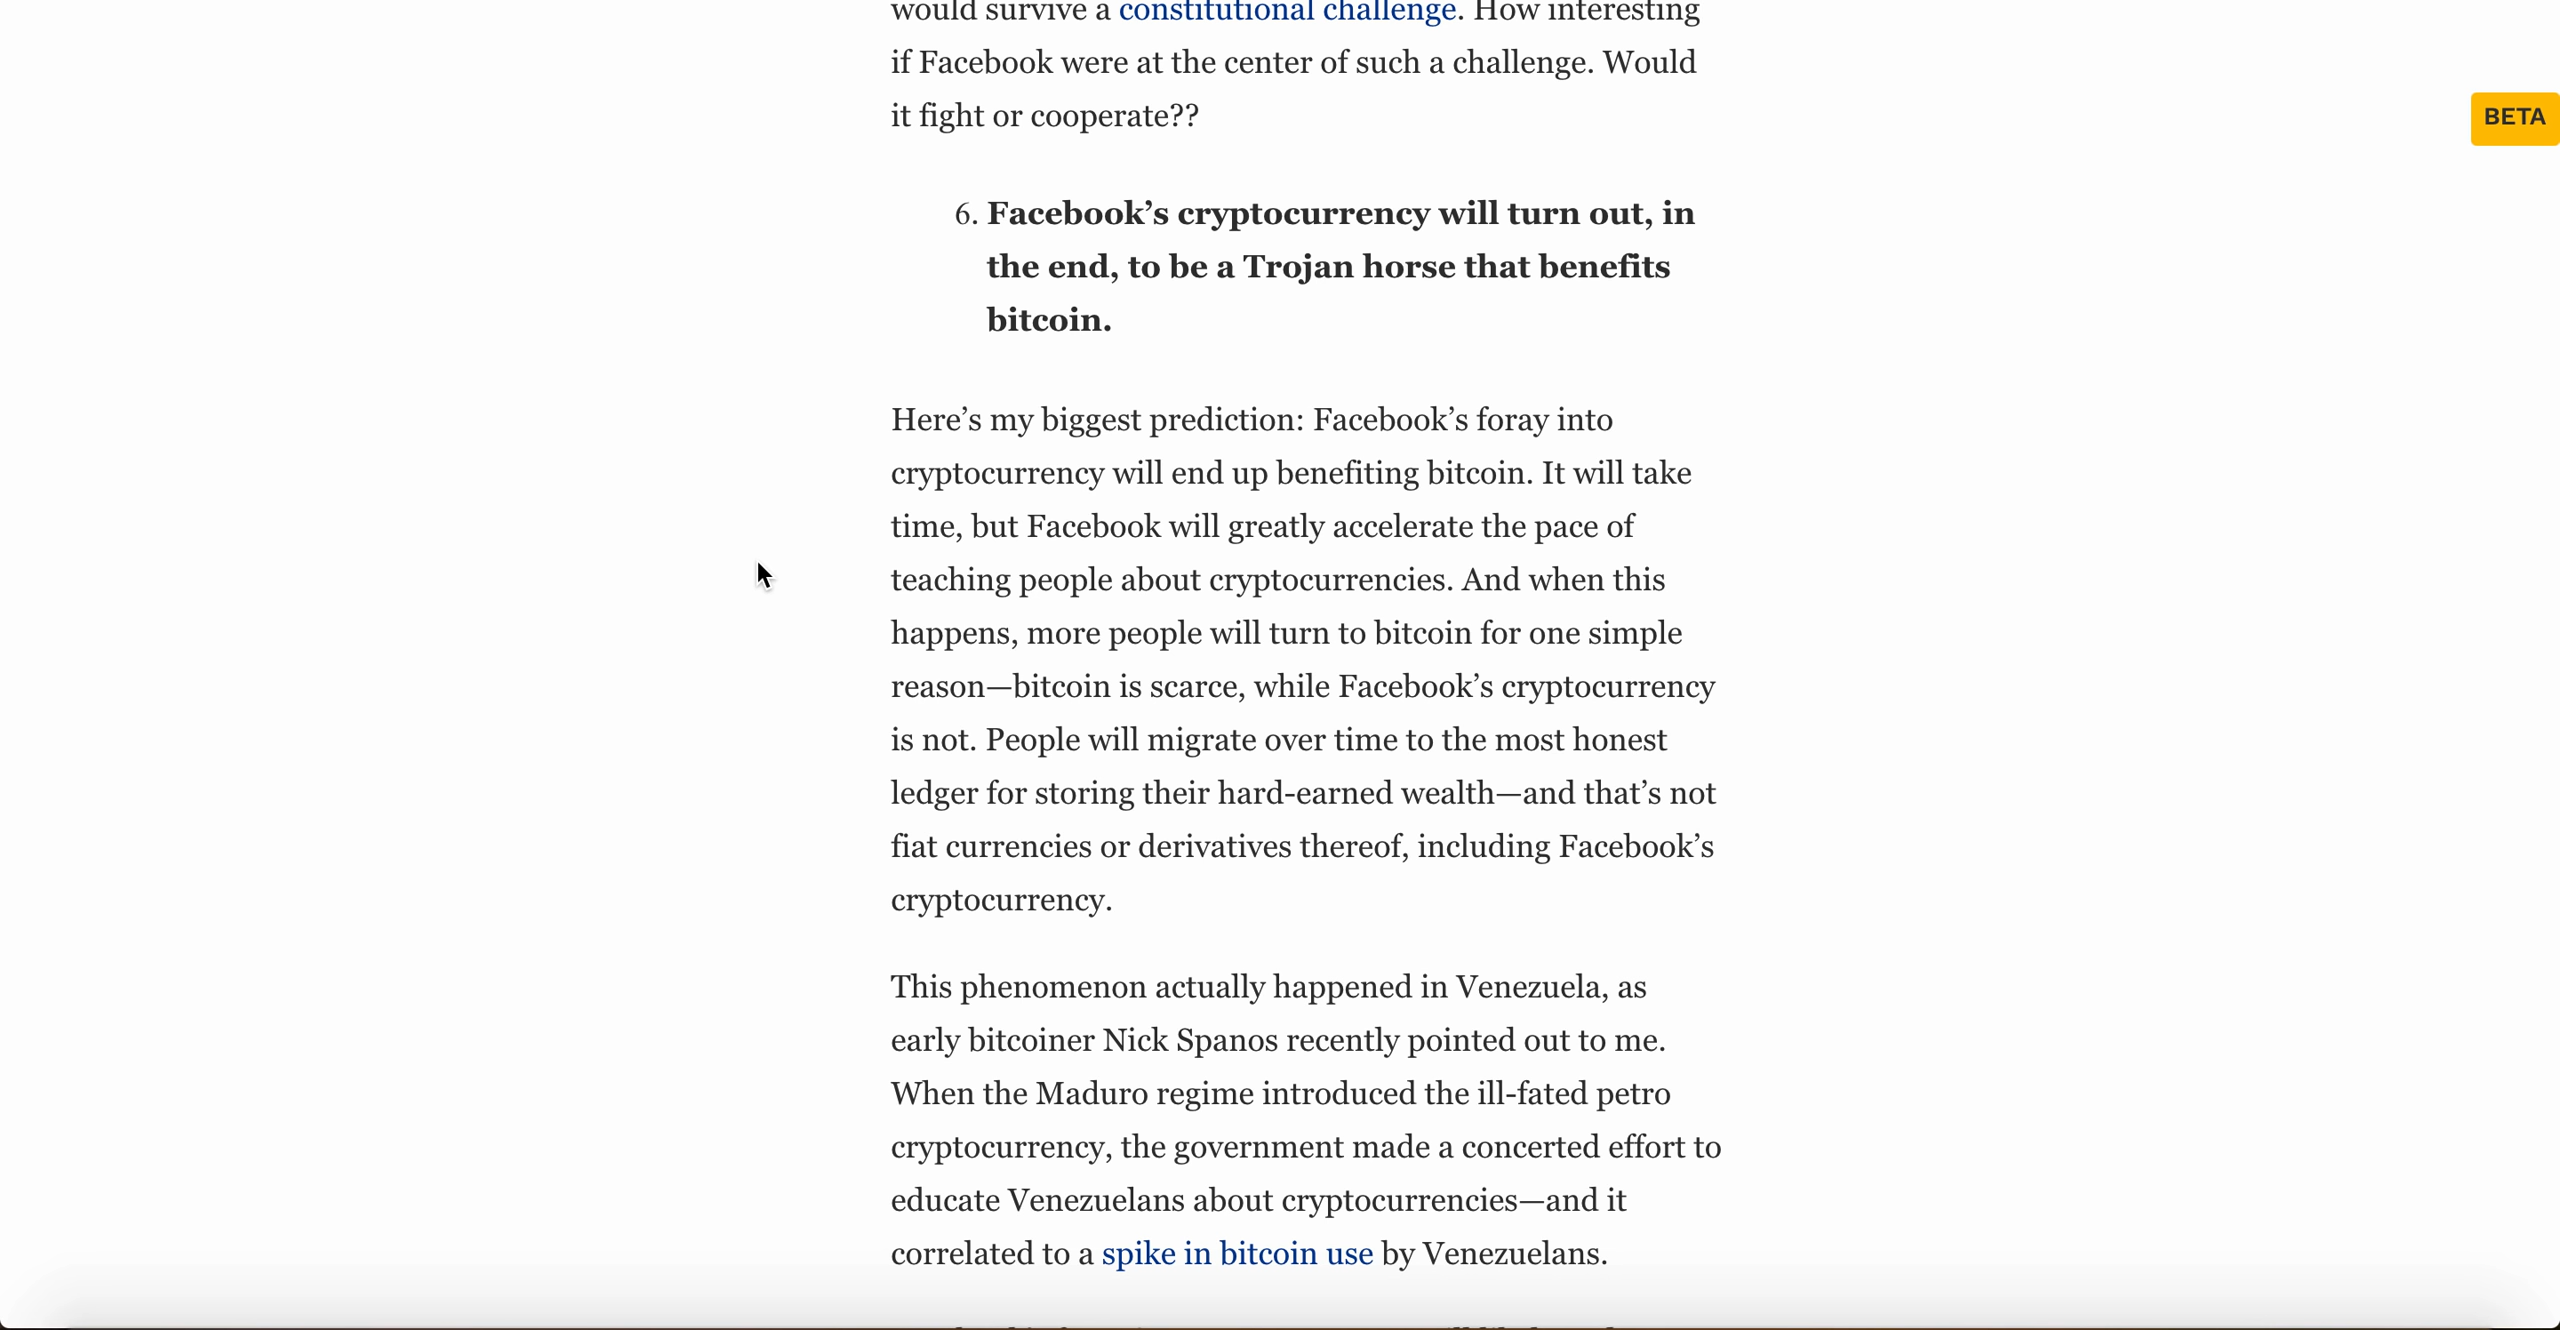 would survive a constitutional challenge. How interesting
if Facebook were at the center of such a challenge. Would
it fight or cooperate??
BETA
6. Facebook’s cryptocurrency will turn out, in
the end, to be a Trojan horse that benefits
bitcoin.
Here’s my biggest prediction: Facebook’s foray into
cryptocurrency will end up benefiting bitcoin. It will take
time, but Facebook will greatly accelerate the pace of
teaching people about cryptocurrencies. And when this
happens, more people will turn to bitcoin for one simple
reason—bitcoin is scarce, while Facebook’s cryptocurrency
is not. People will migrate over time to the most honest
ledger for storing their hard-earned wealth—and that’s not
fiat currencies or derivatives thereof, including Facebook’s
cryptocurrency.
This phenomenon actually happened in Venezuela, as
early bitcoiner Nick Spanos recently pointed out to me.
When the Maduro regime introduced the ill-fated petro
cryptocurrency, the government made a concerted effort to
educate Venezuelans about cryptocurrencies—and it
correlated to a spike in bitcoin use by Venezuelans.